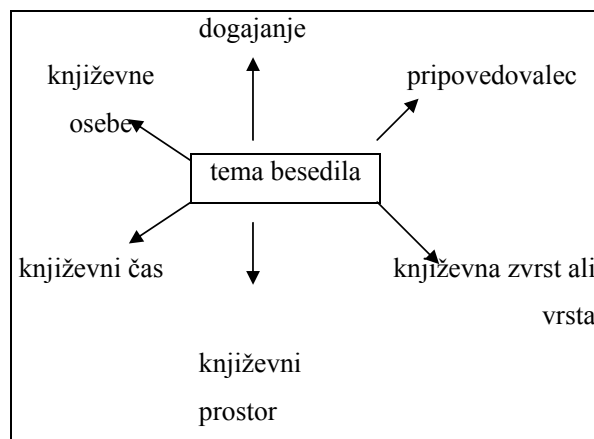 dogajanje
književne
osebe
pripovedovalec
tema besedila
književni čas
književna zvrst ali
vrsta
književni
prostor